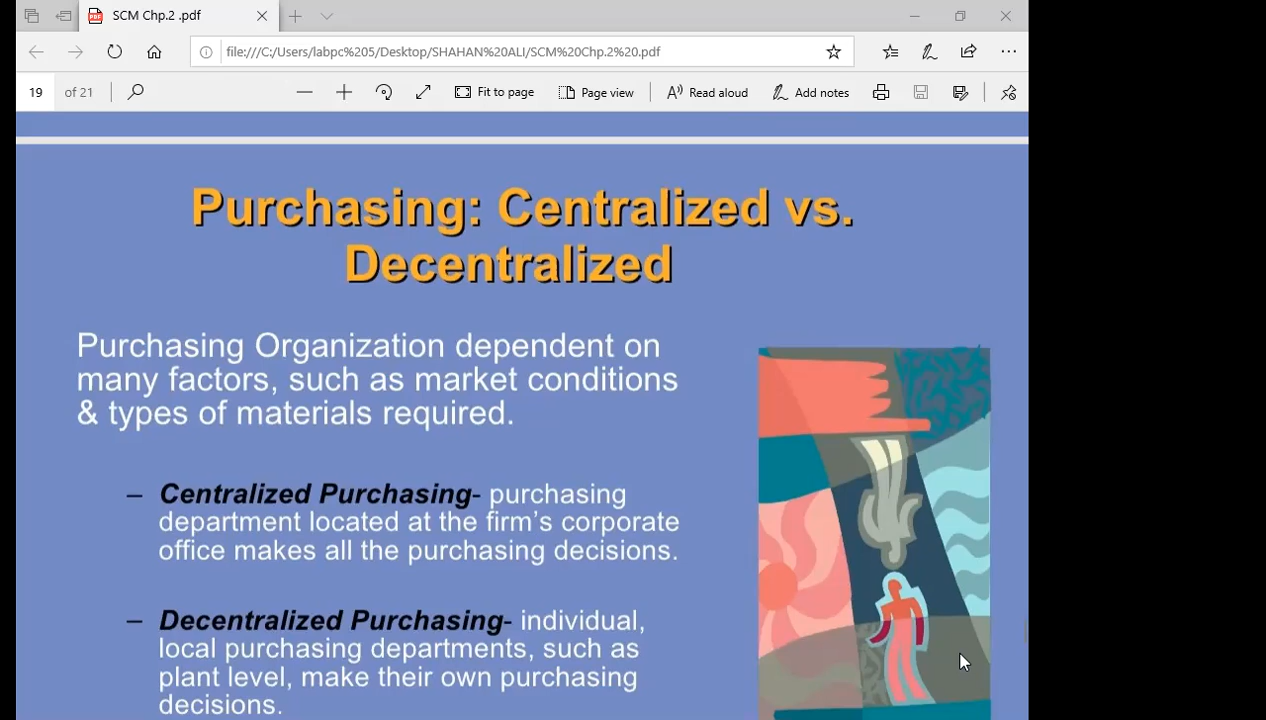 SCM Chp.2 .pdf
file:///C:/Users/labpc%205/Desktop/SHAHAN%20ALI/SCM%20Chp.2%20.pdf
19 of 21 Fit to page Page view Read aloud Add notes
Purchasing: Centralized vs.
Decentralized
Purchasing Organization dependent on
many factors, such as market conditions
& types of materials required.
– Centralized Purchasing- purchasing
department located at the firm’s corporate
office makes all the purchasing decisions.
– Decentralized Purchasing- individual,
local purchasing departments, such as
plant level, make their own purchasing
decisions.